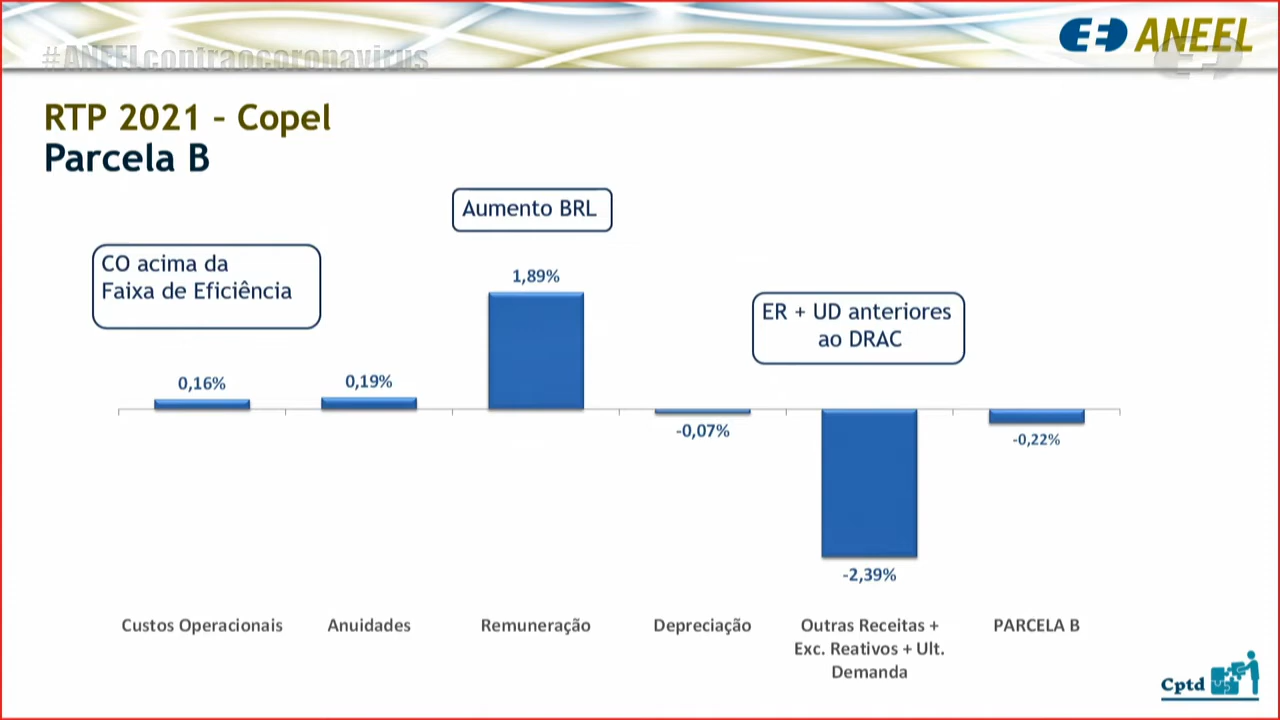 #ANEELcontraocoronavirus
ANEEL
RTP 2021 – Copel
Parcela B
Aumento BRL
CO acima da
Faixa de Eficiência
1,89%
ER + UD anteriores
ao DRAC
0,16%
0,19%
-0,07%
-0,22%
-2,39%
Custos Operacionais
Anuidades
Remuneração
Depreciação
Outras Receitas +
Exc. Reativos + Ult.
Demanda
PARCELA B
Cptd